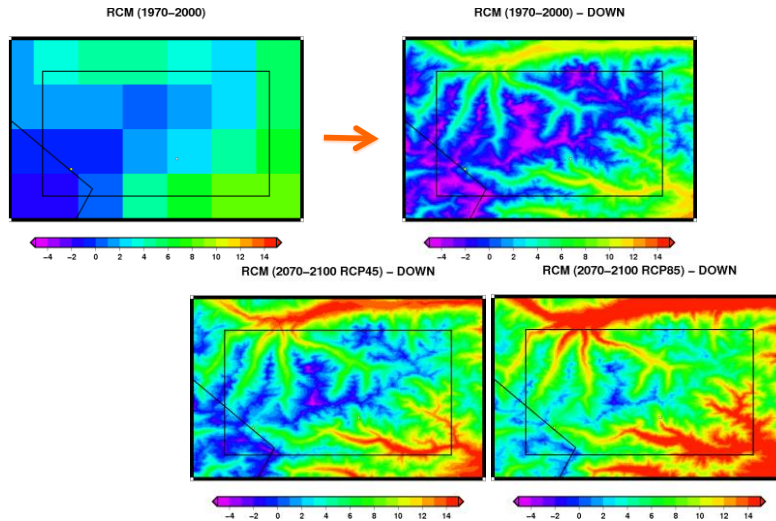 RCM (1970−2000)
RCM (1970−2000) − DOWN
−4 −2 0 2 4 6 8 10 12 14
−4 −2 0 2 4 6 8 10 12 14
RCM (2070−2100 RCP45) − DOWN
RCM (2070−2100 RCP85) − DOWN
−4 −2 0 2 4 6 8 10 12 14
−4 −2 0 2 4 6 8 10 12 14